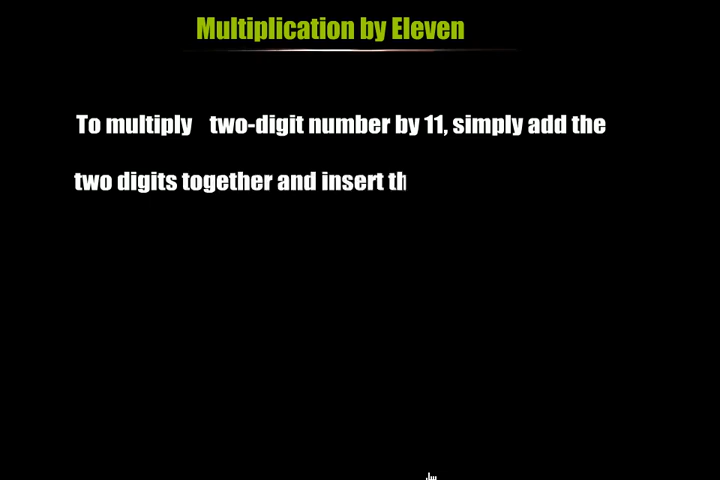 Multiplication by Eleven
To multiply two-digit number by 11, simply add the
two digits together and insert th